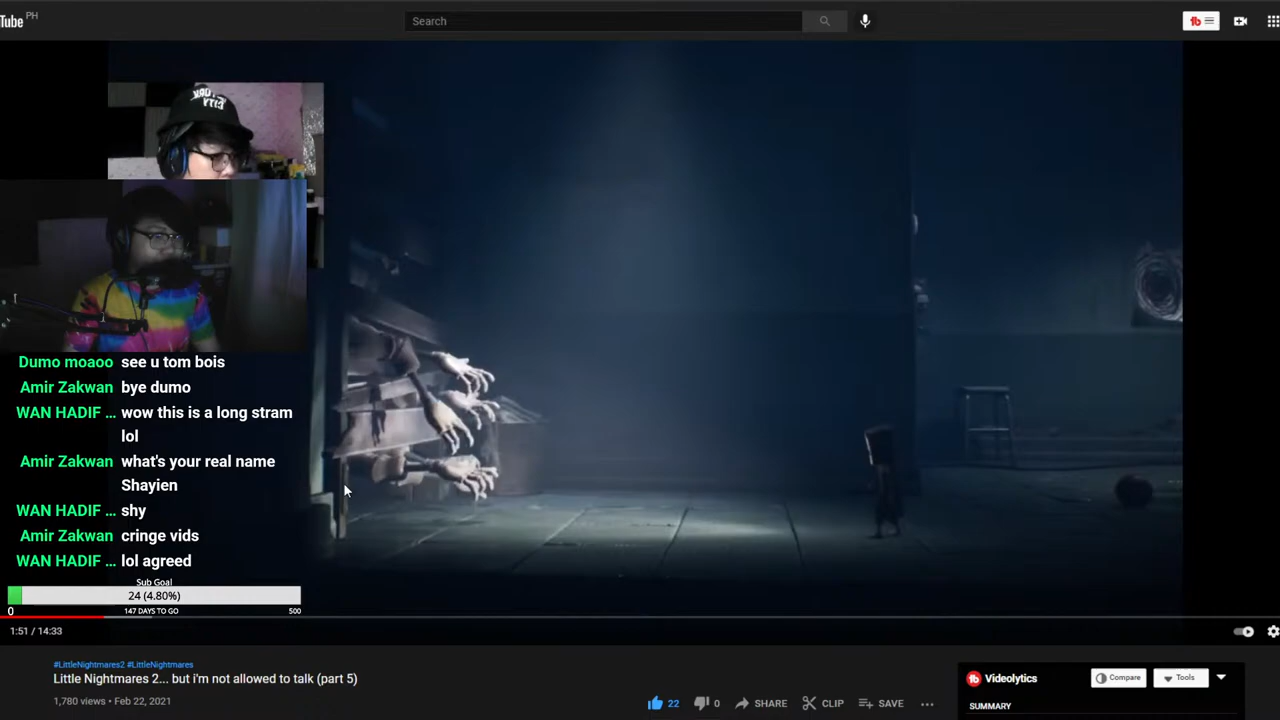 Tube PH
Search
Dumo moaoo see u tom bois
Amir Zakwan bye dumo
WAN HADIF ... wow this is a long stram
lol
Amir Zakwan what's your real name
Shayien
WAN HADIF ... shy
Amir Zakwan cringe vids
WAN HADIF ... lol agreed
Sub Goal
24 (4.80%)
0 147 DAYS TO GO 500
1:51 / 14:33
#LittleNightmares2 #LittleNightmares
Little Nightmares 2... but i'm not allowed to talk (part 5)
1,780 views • Feb 22, 2021
22 0 SHARE CLIP SAVE ...
tb Videolytics Compare Tools
SUMMARY